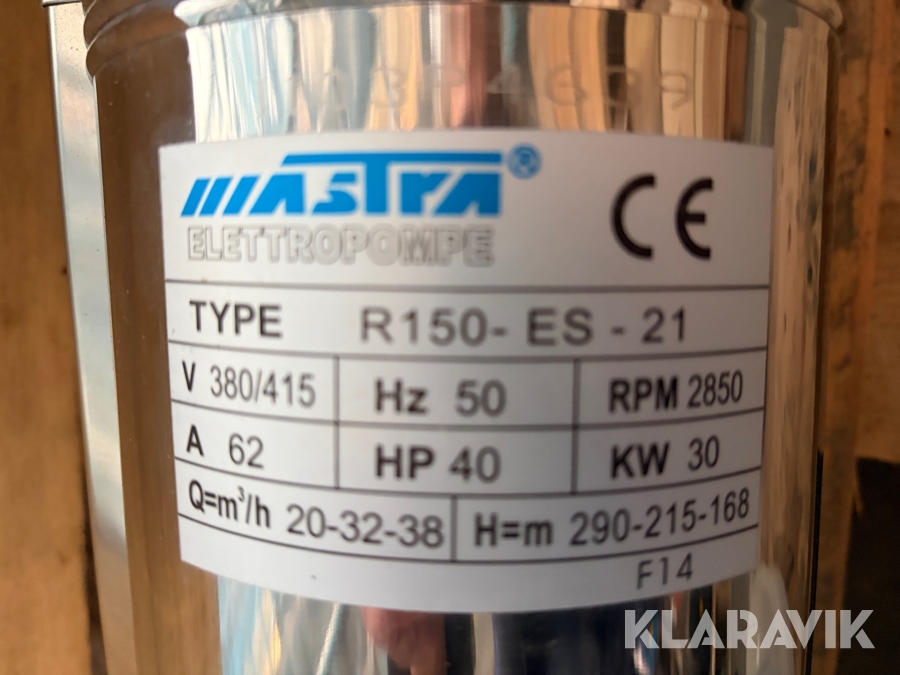 MASTRA®
CE
ELETTROPOMPE
TYPE R150-ES-21
V 380/415 Hz 50 RPM 2850
A 62 HP 40 KW 30
Q=m³/h 20-32-38 H=m 290-215-168
F14
KLARAVIK